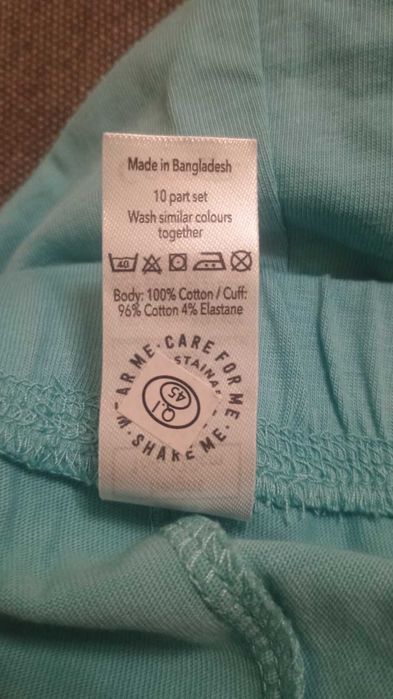 Made in Bangladesh
10 part set
Wash similar colours
together
40
Body: 100% Cotton / Cuff:
96% Cotton 4% Elastane
CARE FOR ME
SHARE ME
Q.I
45